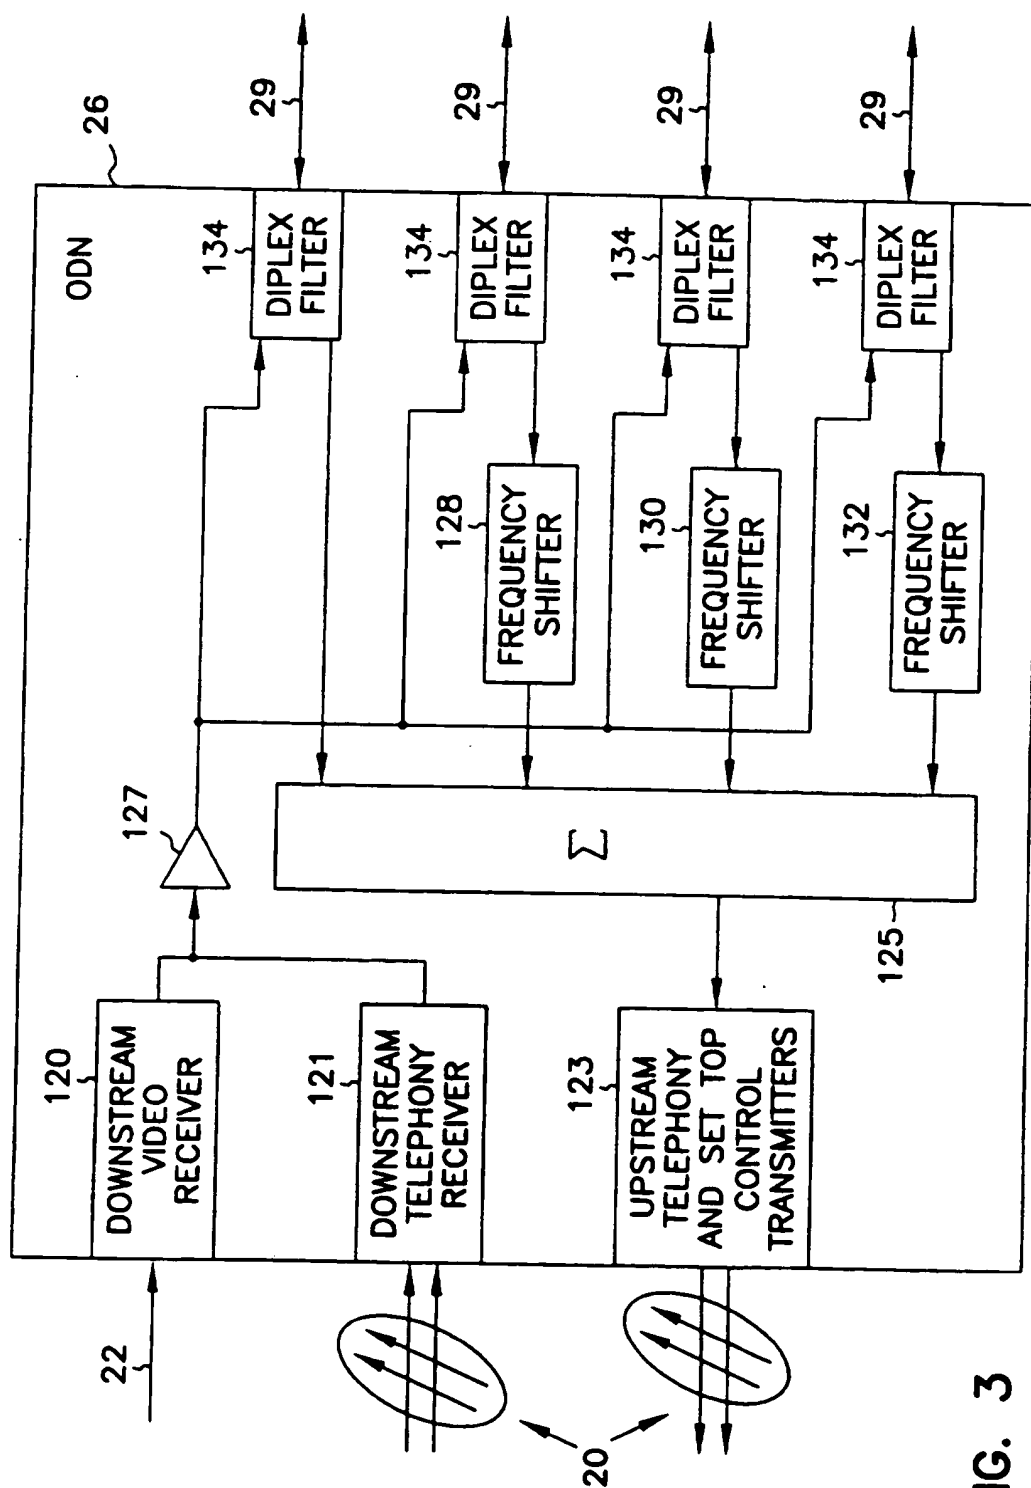 26
ODN
22
120
DOWNSTREAM
VIDEO
RECEIVER
127
134
DIPLEX
FILTER
29
20
121
DOWNSTREAM
TELEPHONY
RECEIVER
128
FREQUENCY
SHIFTER
134
DIPLEX
FILTER
29
Σ
125
130
FREQUENCY
SHIFTER
134
DIPLEX
FILTER
29
123
UPSTREAM
TELEPHONY
AND SET TOP
CONTROL
TRANSMITTERS
132
FREQUENCY
SHIFTER
134
DIPLEX
FILTER
29
IG. 3